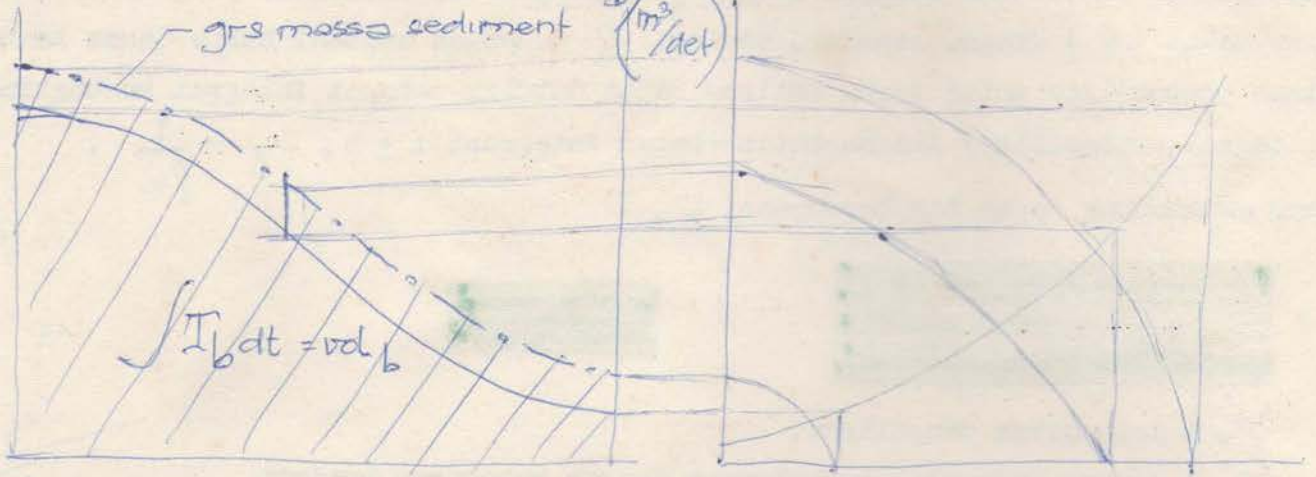 grs massa sediment
(m³/det)
∫ I_b dt = vol_b